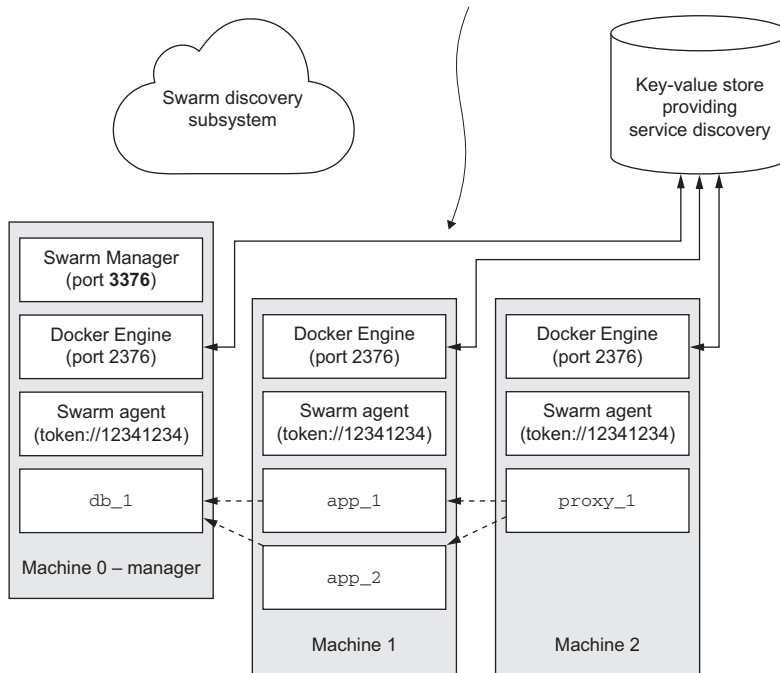 Swarm discovery
subsystem
Key-value store
providing
service discovery
Swarm Manager
(port 3376)
Docker Engine
(port 2376)
Swarm agent
(token://12341234)
db_1
Machine 0 – manager
Docker Engine
(port 2376)
Swarm agent
(token://12341234)
app_1
app_2
Machine 1
Docker Engine
(port 2376)
Swarm agent
(token://12341234)
proxy_1
Machine 2